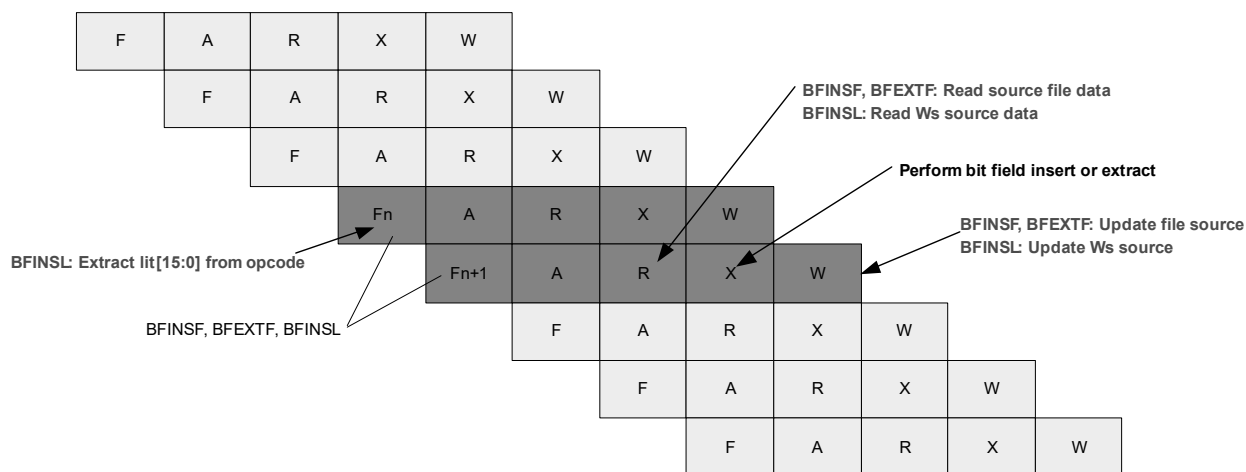 F A R X W
F A R X W
BFINSF, BFEXTF: Read source file data
BFINSL: Read Ws source data
F A R X W
Perform bit field insert or extract
Fn A R X W
BFINSF, BFEXTF: Update file source
BFINSL: Update Ws source
BFINSL: Extract lit[15:0] from opcode
Fn+1 A R X W
BFINSF, BFEXTF, BFINSL
F A R X W
F A R X W
F A R X W